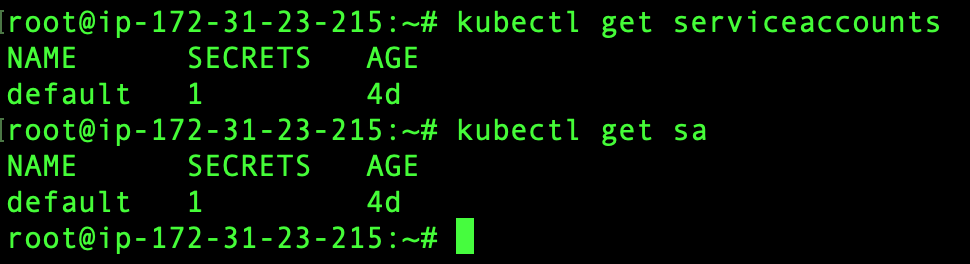 root@ip-172-31-23-215:~# kubectl get serviceaccounts
NAME      SECRETS   AGE
default   1         4d
root@ip-172-31-23-215:~# kubectl get sa
NAME      SECRETS   AGE
default   1         4d
root@ip-172-31-23-215:~#